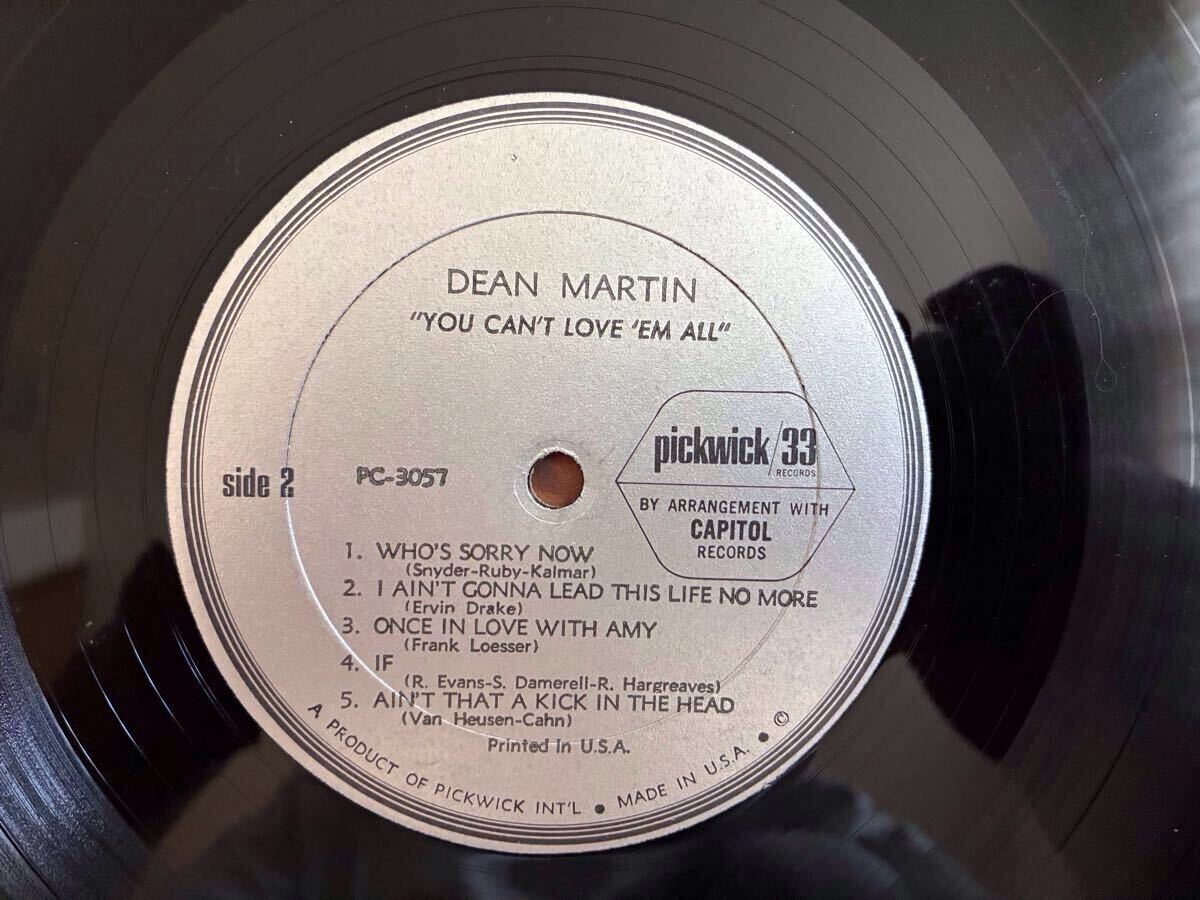 DEAN MARTIN
"YOU CAN'T LOVE 'EM ALL"
pickwick/33
RECORDS
BY ARRANGEMENT WITH
CAPITOL
RECORDS
side 2
PC-3057
1. WHO'S SORRY NOW
(Snyder-Ruby-Kalmar)
2. I AIN'T GONNA LEAD THIS LIFE NO MORE
(Ervin Drake)
3. ONCE IN LOVE WITH AMY
(Frank Loesser)
4. IF
(R. Evans-S. Damerell-R. Hargreaves)
5. AIN'T THAT A KICK IN THE HEAD
(Van Heusen-Cahn)
Printed in U.S.A.
A PRODUCT OF PICKWICK INT'L • MADE IN U.S.A. • ©